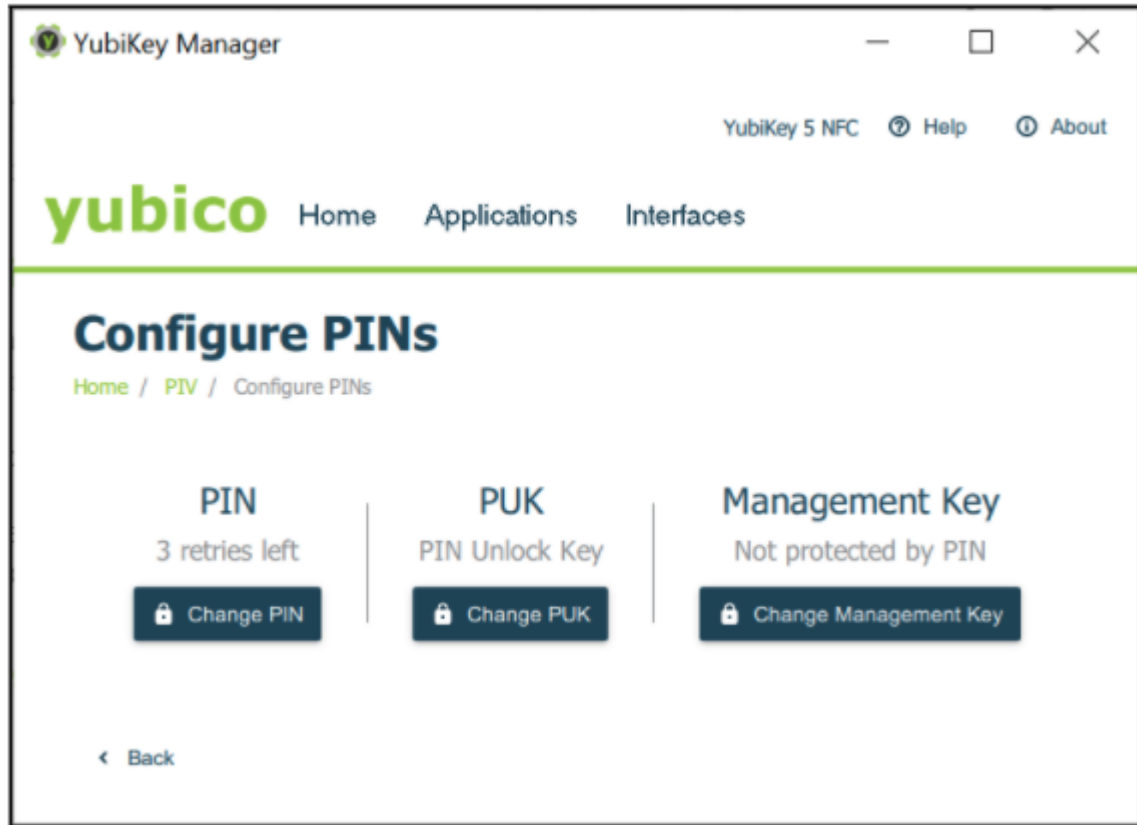 YubiKey Manager
YubiKey 5 NFC Help About
yubico Home Applications Interfaces
Configure PINs
Home / PIV / Configure PINs
PIN
3 retries left
Change PIN
PUK
PIN Unlock Key
Change PUK
Management Key
Not protected by PIN
Change Management Key
Back